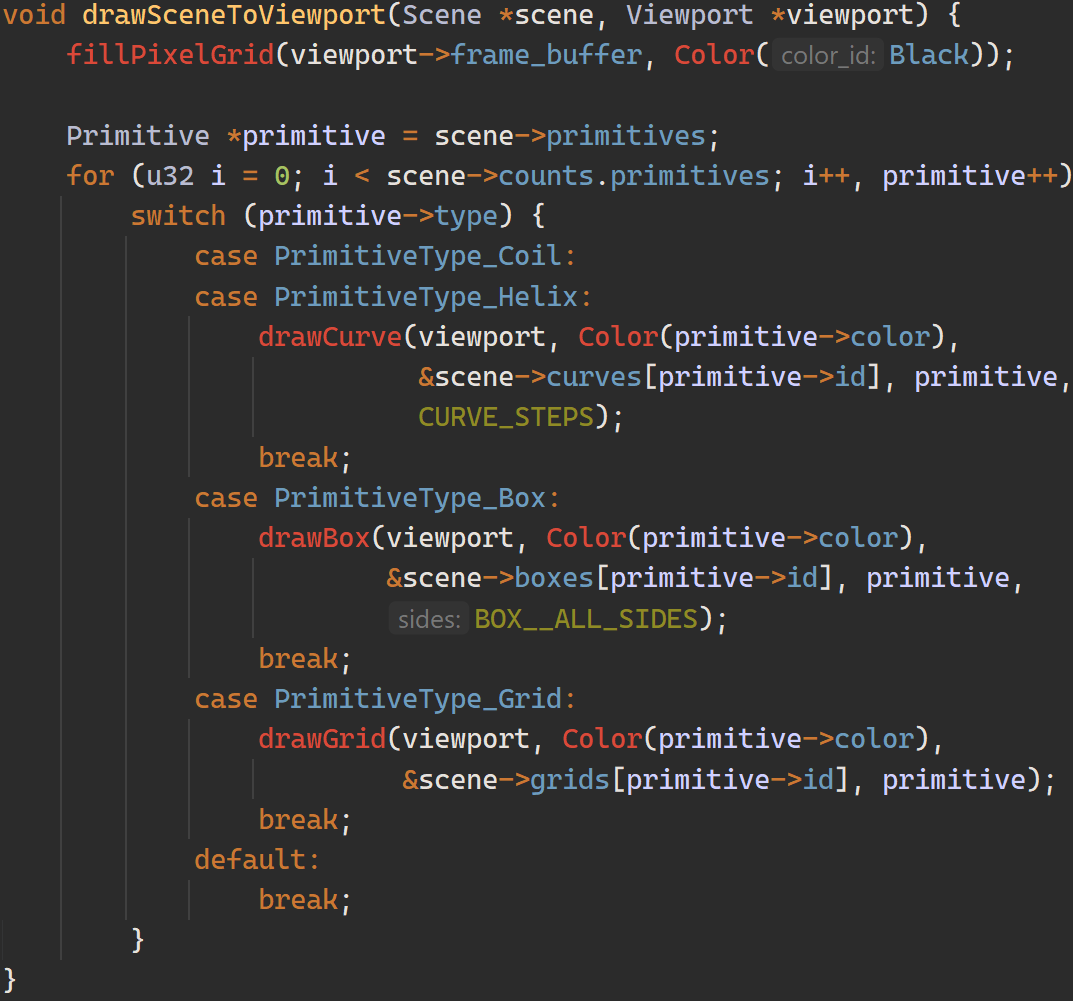 void drawSceneToViewport(Scene *scene, Viewport *viewport) {
    fillPixelGrid(viewport->frame_buffer, Color( color_id: Black));

    Primitive *primitive = scene->primitives;
    for (u32 i = 0; i < scene->counts.primitives; i++, primitive++)
        switch (primitive->type) {
            case PrimitiveType_Coil:
            case PrimitiveType_Helix:
                drawCurve(viewport, Color(primitive->color),
                          &scene->curves[primitive->id], primitive,
                          CURVE_STEPS);
                break;
            case PrimitiveType_Box:
                drawBox(viewport, Color(primitive->color),
                        &scene->boxes[primitive->id], primitive,
                        sides: BOX__ALL_SIDES);
                break;
            case PrimitiveType_Grid:
                drawGrid(viewport, Color(primitive->color),
                         &scene->grids[primitive->id], primitive);
                break;
            default:
                break;
        }
}